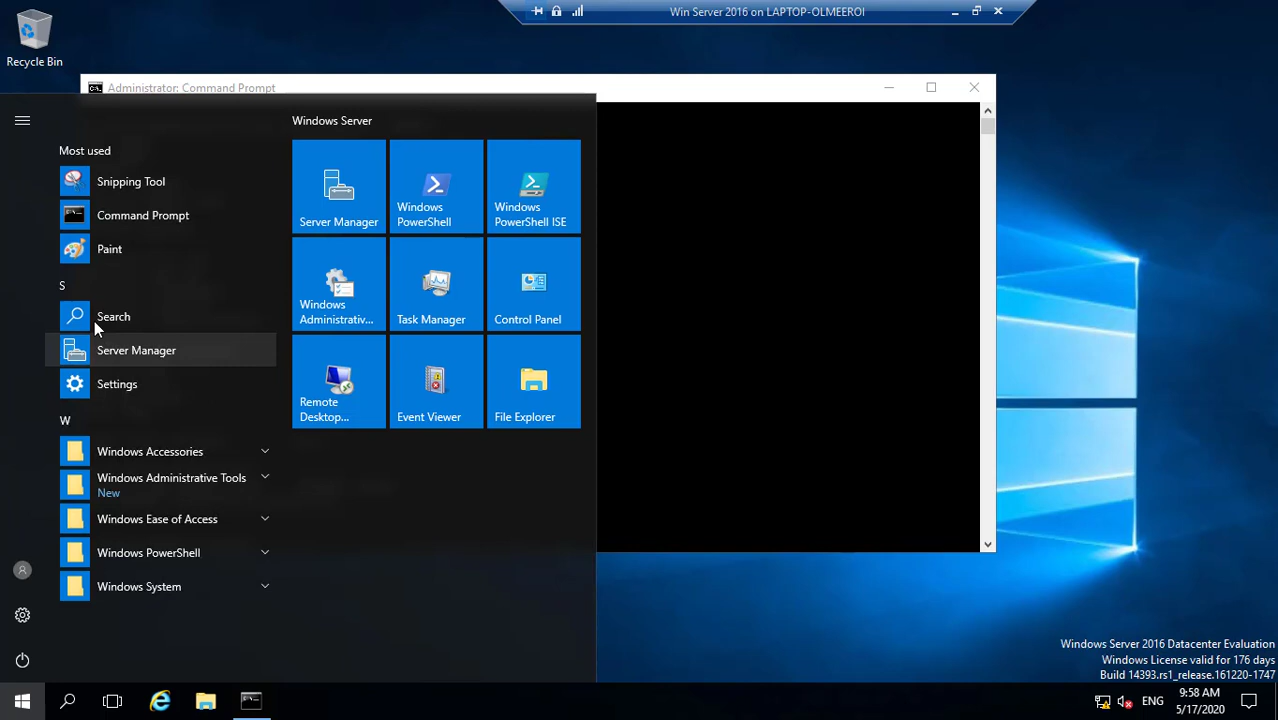 Win Server 2016 on LAPTOP-OLMEEROI
Recycle Bin
Administrator: Command Prompt
Most used
Snipping Tool
Command Prompt
Paint
S
Search
Server Manager
Settings
W
Windows Accessories
Windows Administrative Tools
New
Windows Ease of Access
Windows PowerShell
Windows System
Windows Server
Server Manager
Windows
PowerShell
Windows
PowerShell ISE
Windows
Administrativ...
Task Manager
Control Panel
Remote
Desktop...
Event Viewer
File Explorer
Windows Server 2016 Datacenter Evaluation
Windows License valid for 176 days
Build 14393.rs1_release.161220-1747
ENG
9:58 AM
5/17/2020